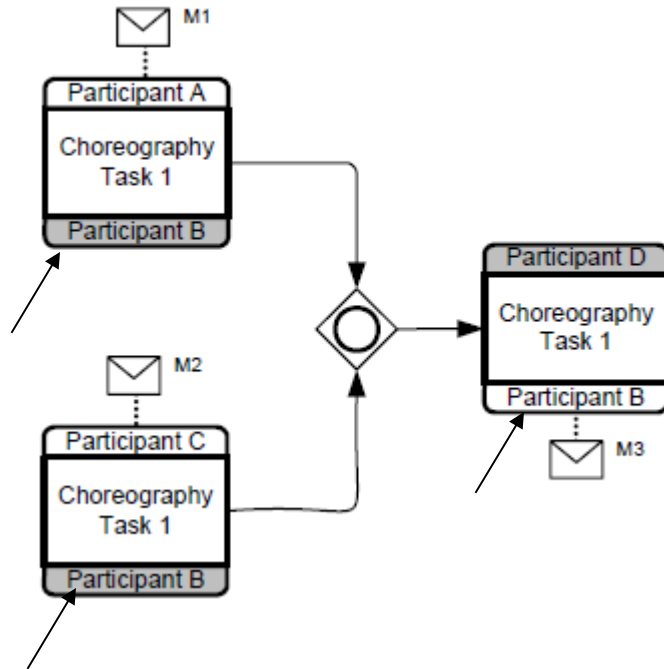 M1
Participant A
Choreography
Task 1
Participant B
Participant D
Choreography
Task 1
Participant B
M3
M2
Participant C
Choreography
Task 1
Participant B